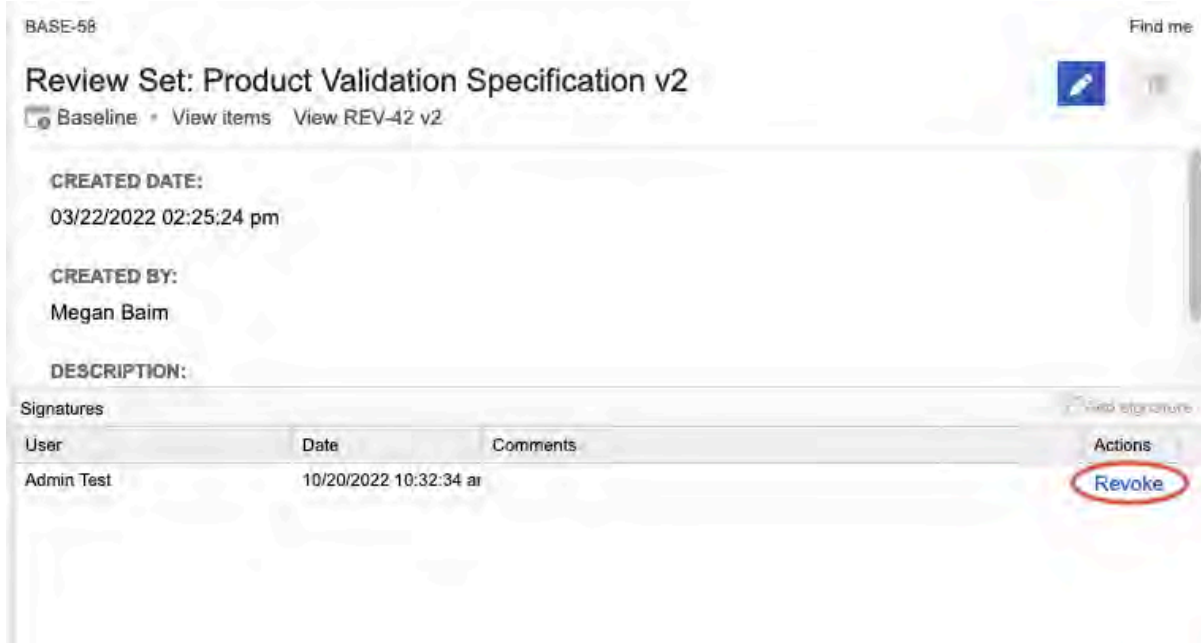 BASE-58 Find me
Review Set: Product Validation Specification v2
Baseline • View items View REV-42 v2
CREATED DATE:
03/22/2022 02:25:24 pm
CREATED BY:
Megan Baim
DESCRIPTION:
Signatures Add signature
User Date Comments Actions
Admin Test 10/20/2022 10:32:34 ar Revoke